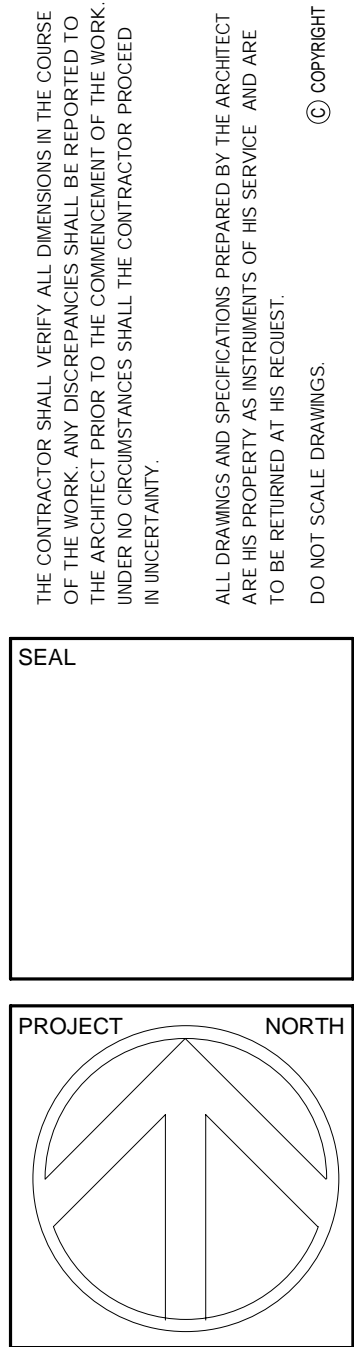 THE CONTRACTOR SHALL VERIFY ALL DIMENSIONS IN THE COURSE
OF THE WORK. ANY DISCREPANCIES SHALL BE REPORTED TO
THE ARCHITECT PRIOR TO THE COMMENCEMENT OF THE WORK.
UNDER NO CIRCUMSTANCES SHALL THE CONTRACTOR PROCEED
IN UNCERTAINTY.
ALL DRAWINGS AND SPECIFICATIONS PREPARED BY THE ARCHITECT
ARE HIS PROPERTY AS INSTRUMENTS OF HIS SERVICE AND ARE
TO BE RETURNED AT HIS REQUEST.
DO NOT SCALE DRAWINGS. © COPYRIGHT
SEAL
PROJECT NORTH